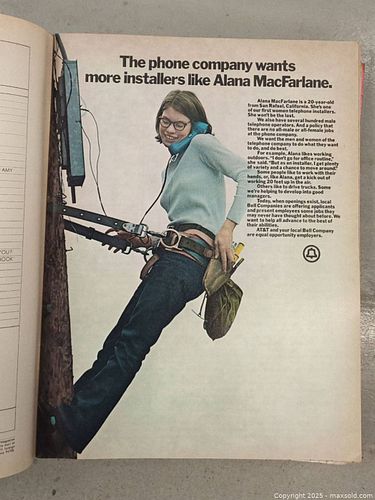 The phone company wants
more installers like Alana MacFarlane.
Alana MacFarlane is a 20-year-old
from San Rafael, California. She's one
of our first women telephone installers.
She won't be the last.
We also have several hundred male
telephone operators. And a policy that
there are no all-male or all-female jobs
at the phone company.
We want the men and women of the
telephone company to do what they want
to do, and do best.
For example, Alana likes working
outdoors. "I don't go for office routine,"
she said. "But as an installer, I get plenty
of variety and a chance to move around."
Some people like to work with their
hands, or, like Alana, get a kick out of
working 20 feet up in the air.
Others like to drive trucks. Some
we're helping to develop into good
managers.
Today, when openings exist, local
Bell Companies are offering applicants
and present employees some jobs they
may never have thought about before. We
want to help all advance to the best of
their abilities.
AT&T and your local Bell Company
are equal opportunity employers.
Copyright 2025 - maxsold.com